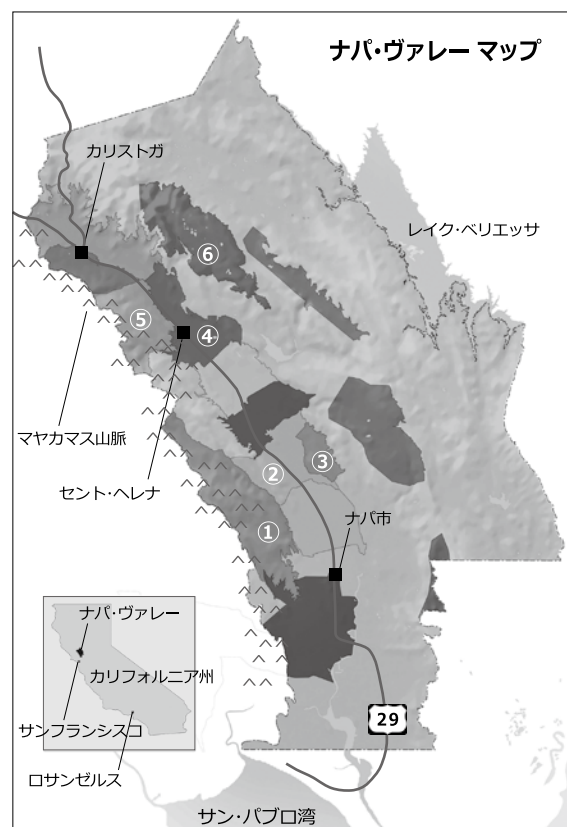 ナパ・ヴァレー マップ
カリストガ
レイク・ベリエッサ
⑥
⑤
④
マヤカマス山脈
セント・ヘレナ
②
③
ナパ市
①
ナパ・ヴァレー
カリフォルニア州
サンフランシスコ
ロサンゼルス
29
サン・パブロ湾